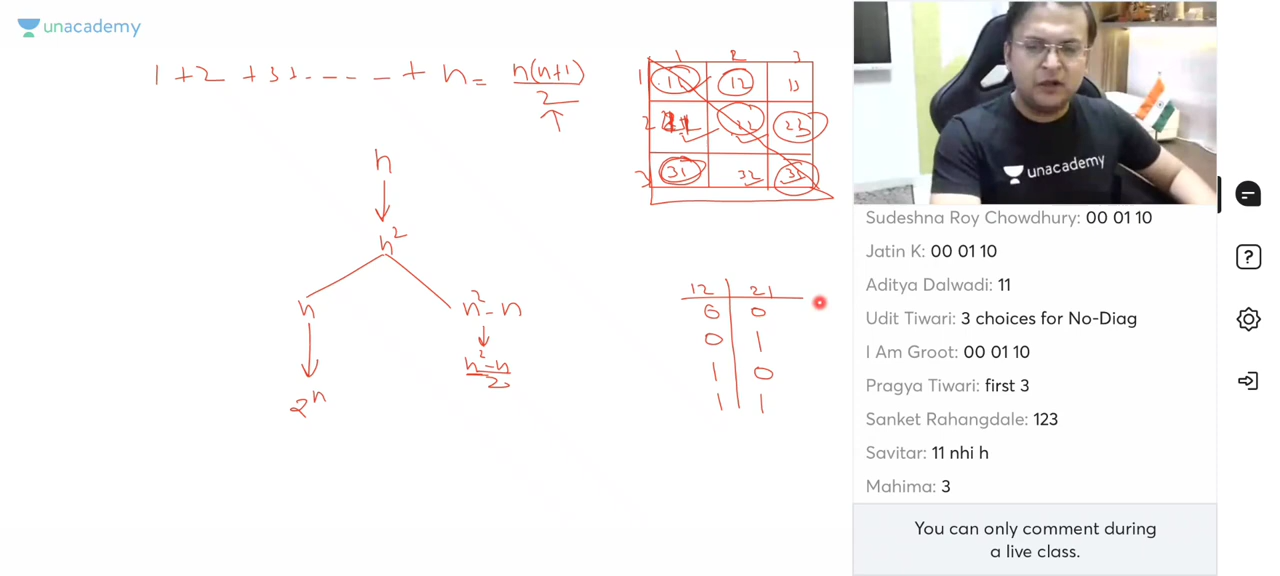 unacademy
1 + 2 + 3 + - - - - + n = n(n+1)
2
n
n²
n n² - n
2ⁿ n² - n
2
1 2 3
1 11 12 13
2 22 23
3 31 32 33
12 21
0 0
0 1
1 0
1 1
unacademy
Sudeshna Roy Chowdhury: 00 01 10
Jatin K: 00 01 10
Aditya Dalwadi: 11
Udit Tiwari: 3 choices for No-Diag
I Am Groot: 00 01 10
Pragya Tiwari: first 3
Sanket Rahangdale: 123
Savitar: 11 nhi h
Mahima: 3
You can only comment during
a live class.
?